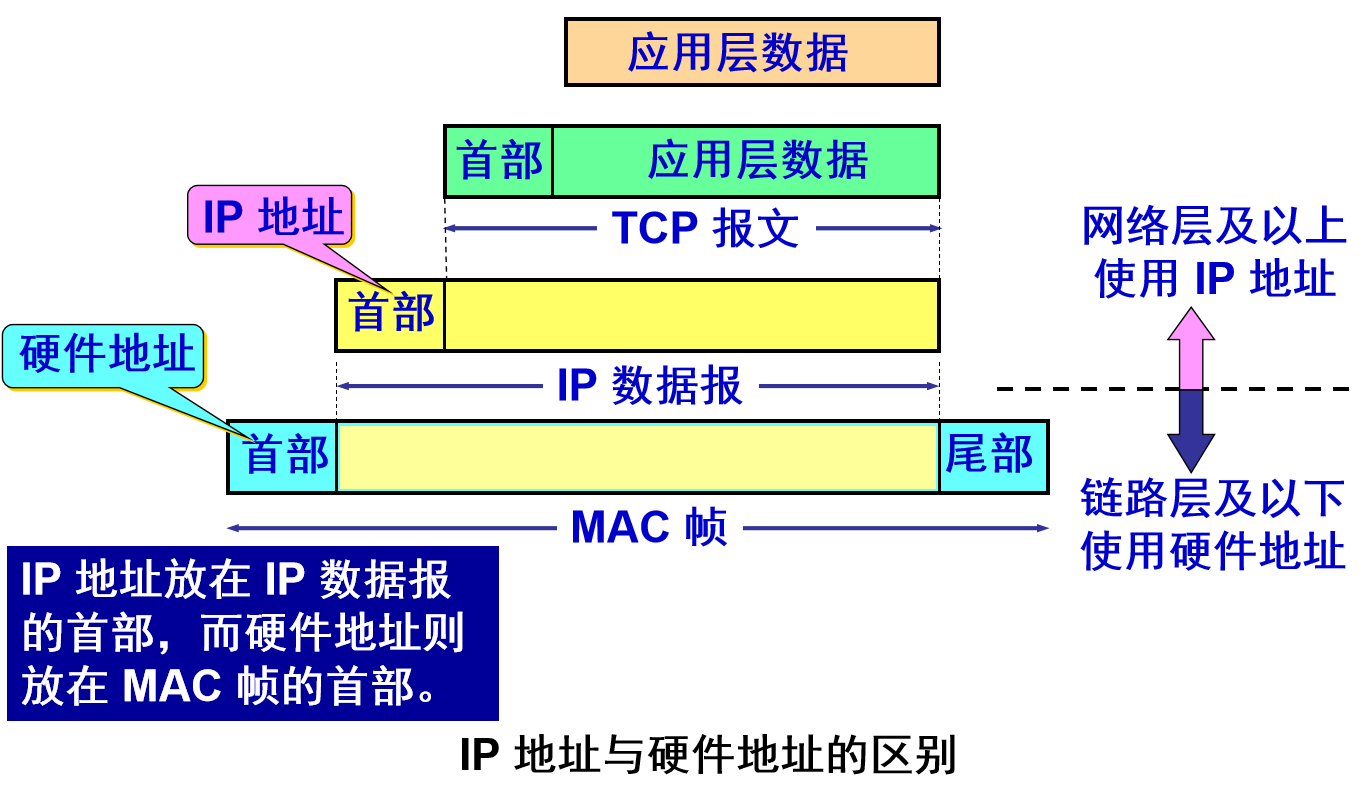 应用层数据
首部
应用层数据
TCP 报文
IP 地址
首部
IP 数据报
硬件地址
首部
尾部
MAC 帧
网络层及以上
使用 IP 地址
链路层及以下
使用硬件地址
IP 地址放在 IP 数据报
的首部，而硬件地址则
放在 MAC 帧的首部。
IP 地址与硬件地址的区别